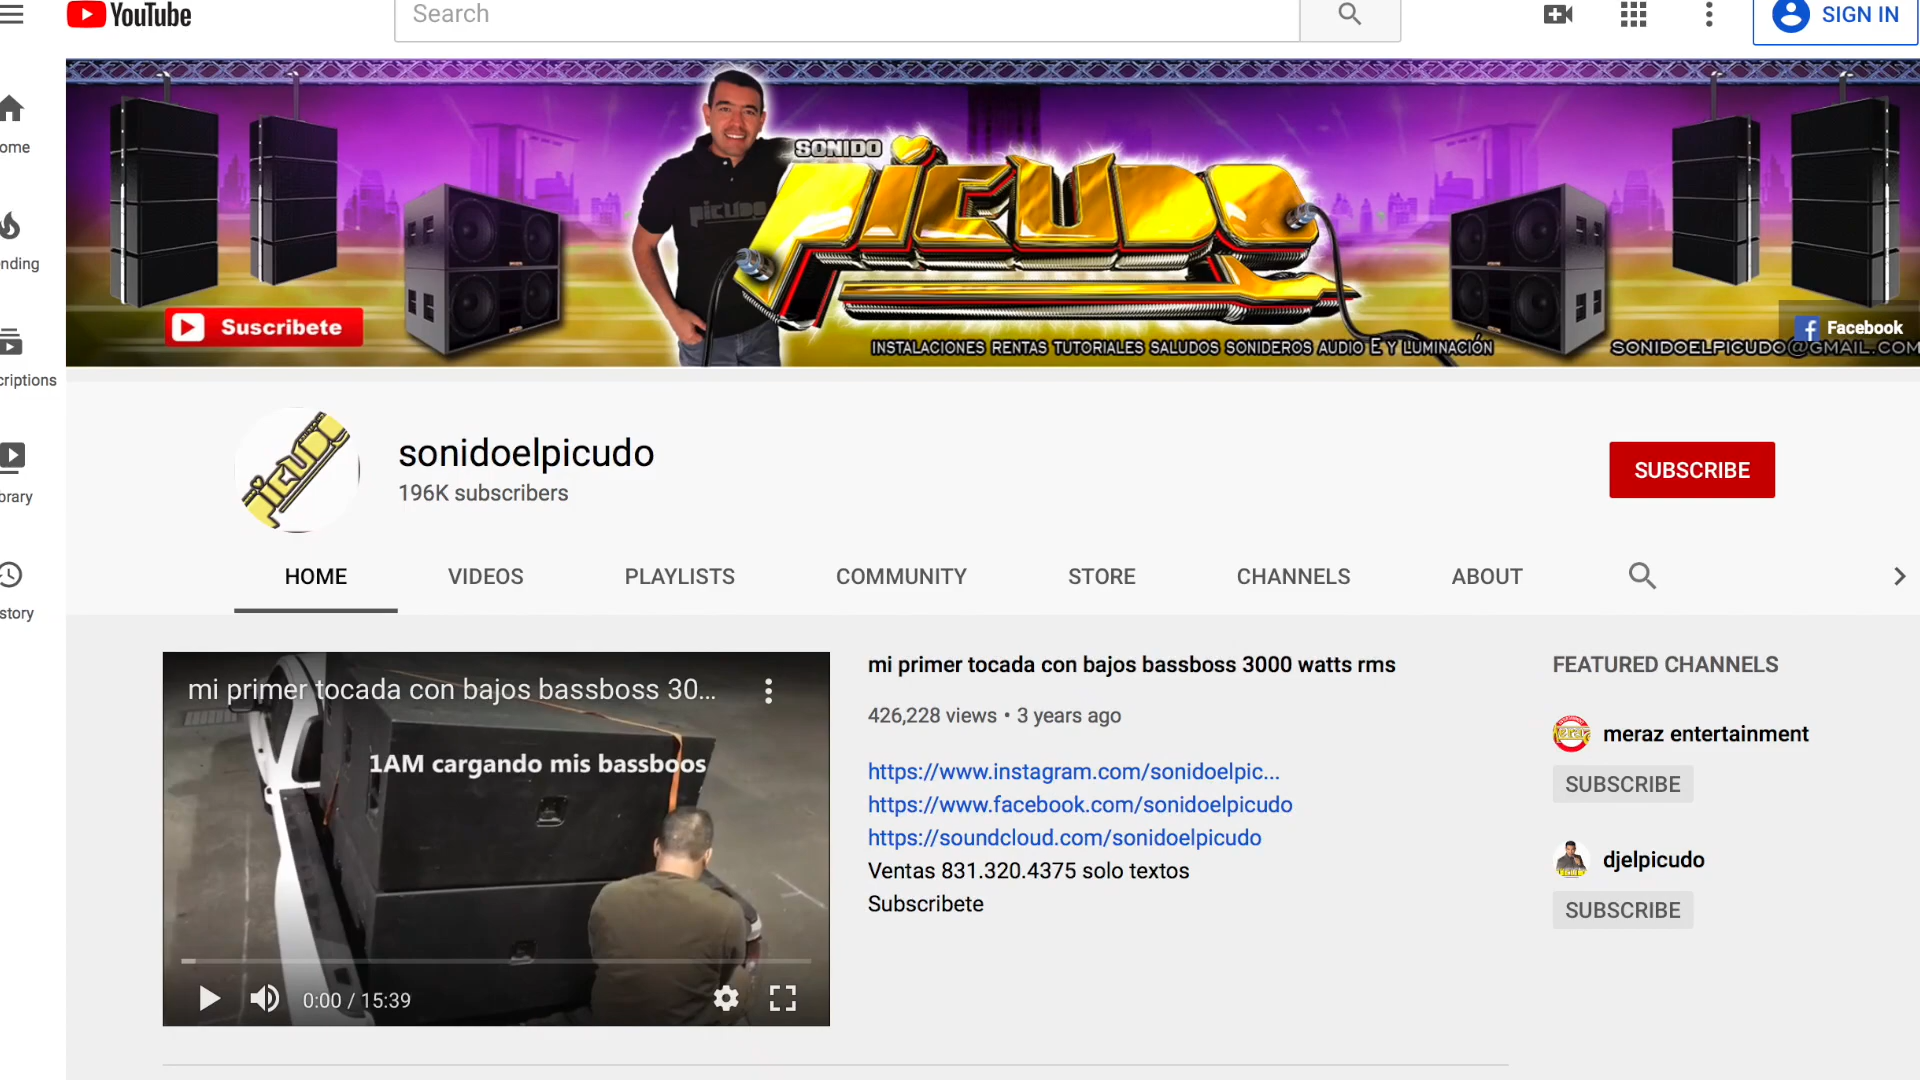 YouTube
Search
SIGN IN
ome
nding
criptions
brary
story
SONIDO
PICUDO
PICUDO
Suscribete
INSTALACIONES RENTAS TUTORIALES SALUDOS SONIDEROS AUDIO E Y LUMINACIÓN
Facebook
SONIDOELPICUDO@GMAIL.COM
PICUDO
sonidoelpicudo
196K subscribers
SUBSCRIBE
HOME
VIDEOS
PLAYLISTS
COMMUNITY
STORE
CHANNELS
ABOUT
mi primer tocada con bajos bassboss 30...
1AM cargando mis bassboos
0:00 / 15:39
mi primer tocada con bajos bassboss 3000 watts rms
426,228 views • 3 years ago
https://www.instagram.com/sonidoelpic...
https://www.facebook.com/sonidoelpicudo
https://soundcloud.com/sonidoelpicudo
Ventas 831.320.4375 solo textos
Subscribete
FEATURED CHANNELS
meraz entertainment
SUBSCRIBE
djelpicudo
SUBSCRIBE